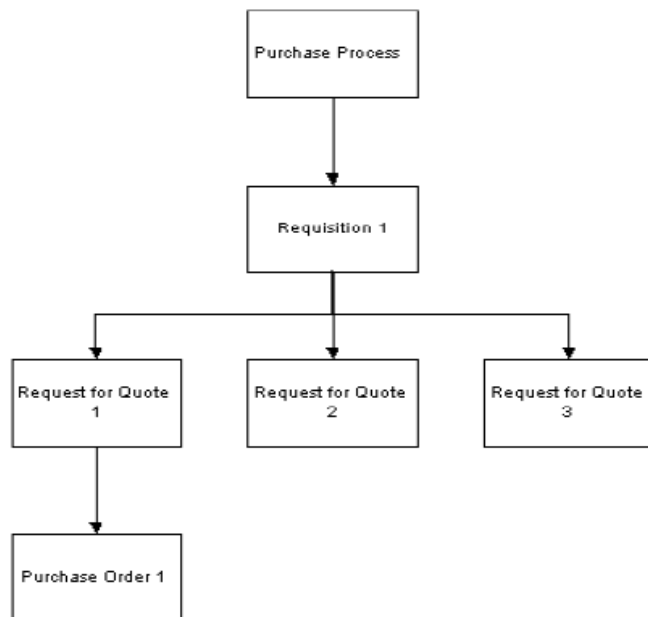 Purchase Process
Requisition 1
Request for Quote
1
Request for Quote
2
Request for Quote
3
Purchase Order 1